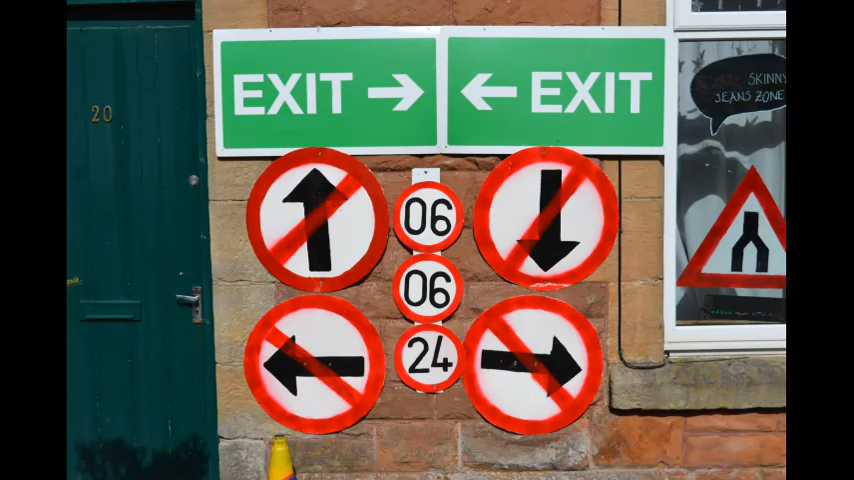 EXIT → ← EXIT
SKINNY
JEANS ZONE
20
06
06
24